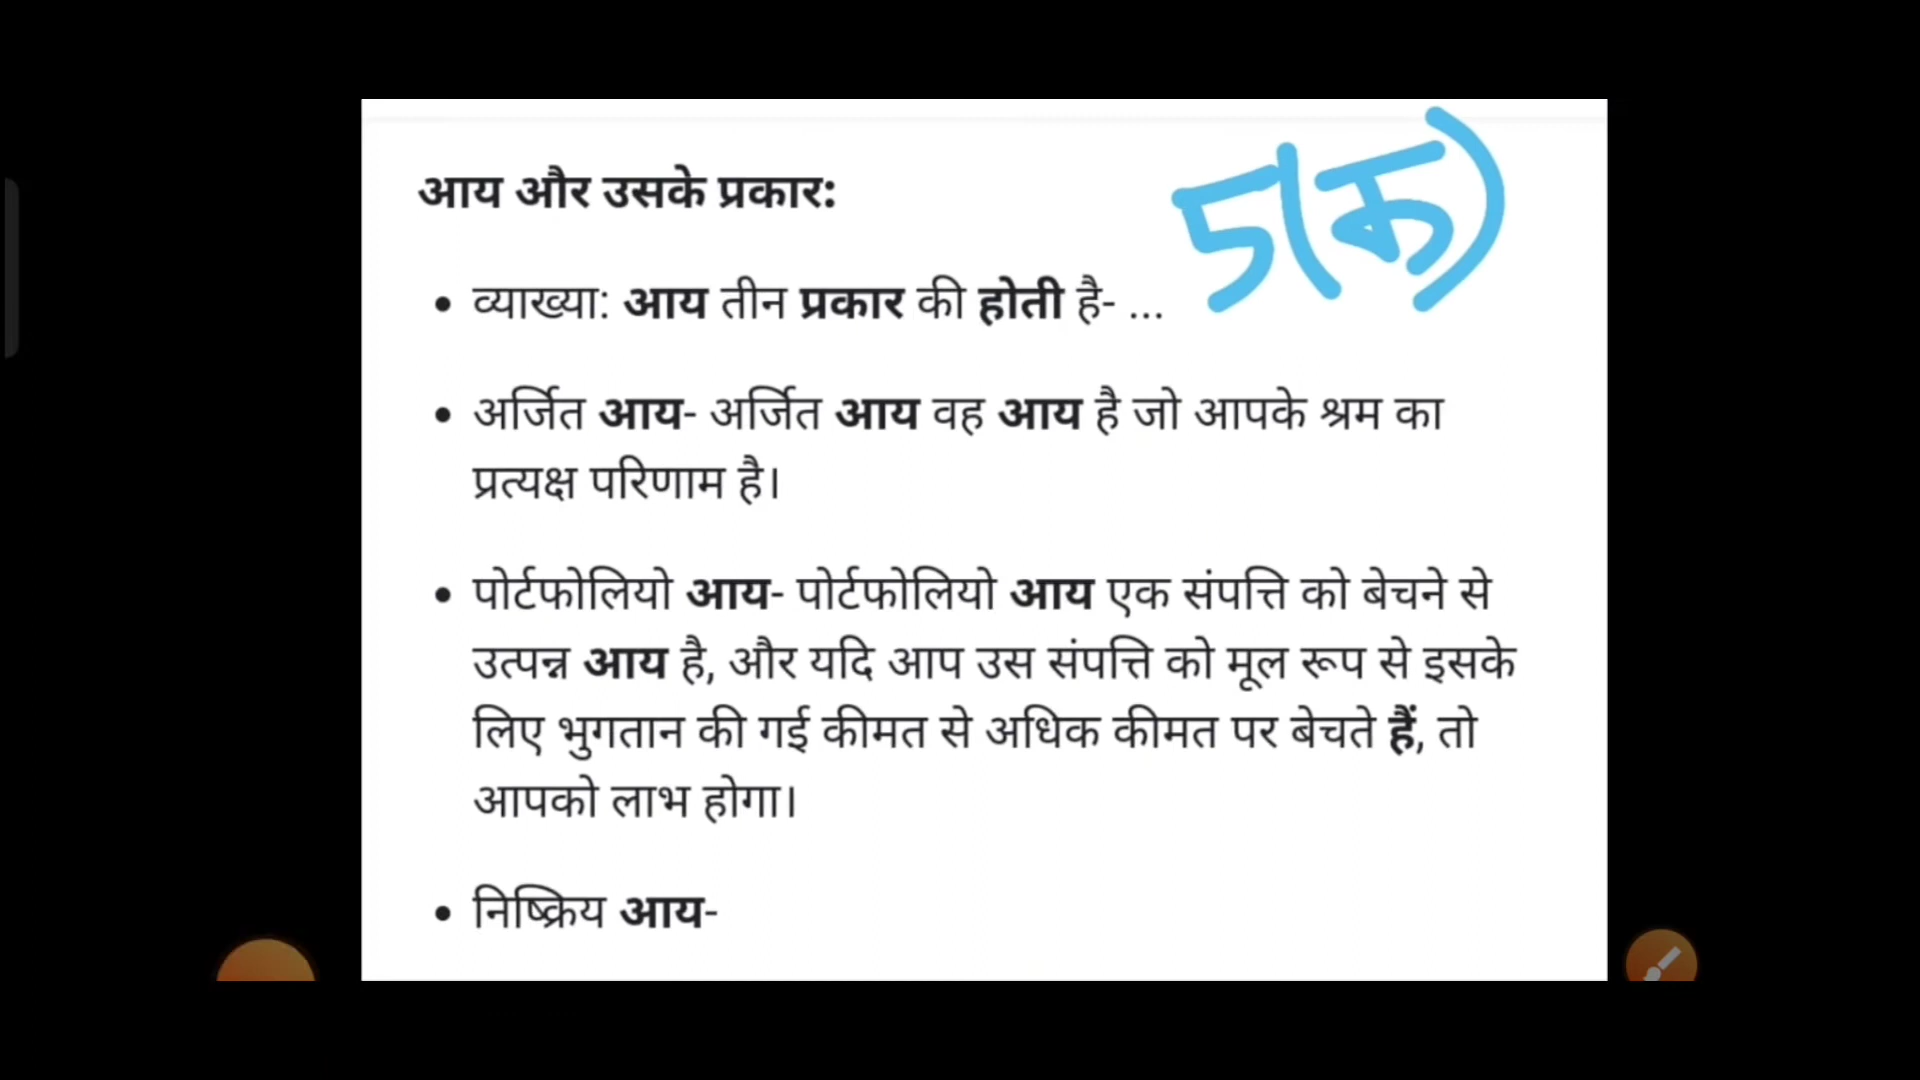 आय और उसके प्रकार:
5(क)
• व्याख्या: आय तीन प्रकार की होती है- ...
• अर्जित आय- अर्जित आय वह आय है जो आपके श्रम का
प्रत्यक्ष परिणाम है।
• पोर्टफोलियो आय- पोर्टफोलियो आय एक संपत्ति को बेचने से
उत्पन्न आय है, और यदि आप उस संपत्ति को मूल रूप से इसके
लिए भुगतान की गई कीमत से अधिक कीमत पर बेचते हैं, तो
आपको लाभ होगा।
• निष्क्रिय आय-